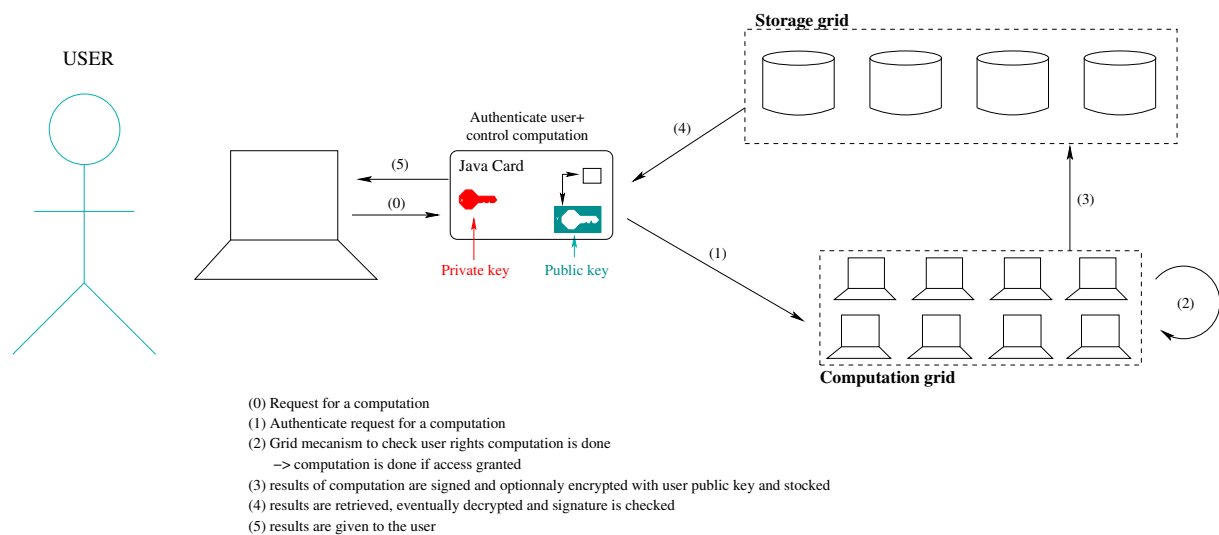 Storage grid
USER
Authenticate user+
control computation
(4)
(5)
Java Card
(0)
(3)
(1)
Private key
Public key
(2)
Computation grid
(0) Request for a computation
(1) Authenticate request for a computation
(2) Grid mecanism to check user rights computation is done
−> computation is done if access granted
(3) results of computation are signed and optionnaly encrypted with user public key and stocked
(4) results are retrieved, eventually decrypted and signature is checked
(5) results are given to the user